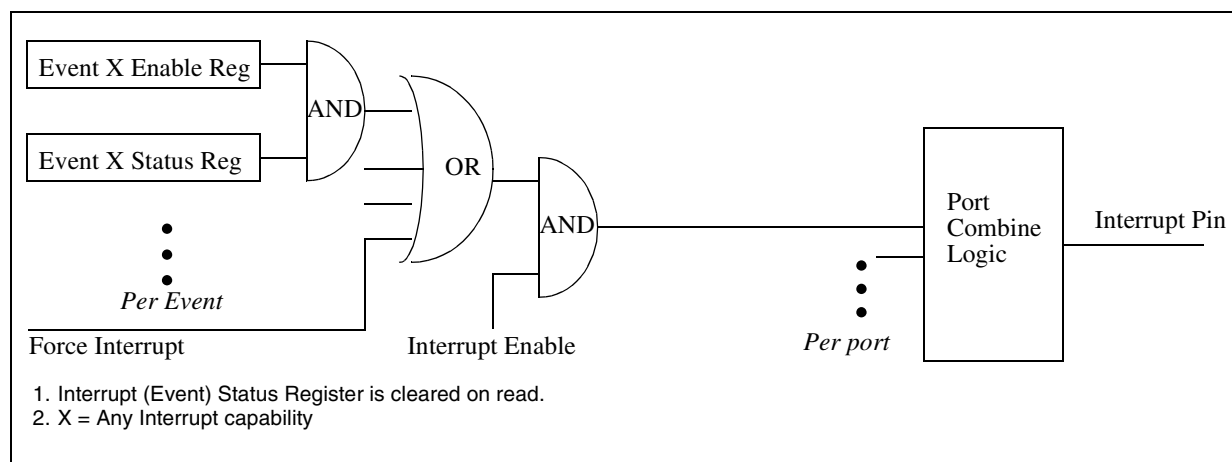 Event X Enable Reg
AND
Event X Status Reg
OR
AND
Port
Combine
Logic
Interrupt Pin
Per Event
Force Interrupt
Interrupt Enable
Per port
1. Interrupt (Event) Status Register is cleared on read.
2. X = Any Interrupt capability